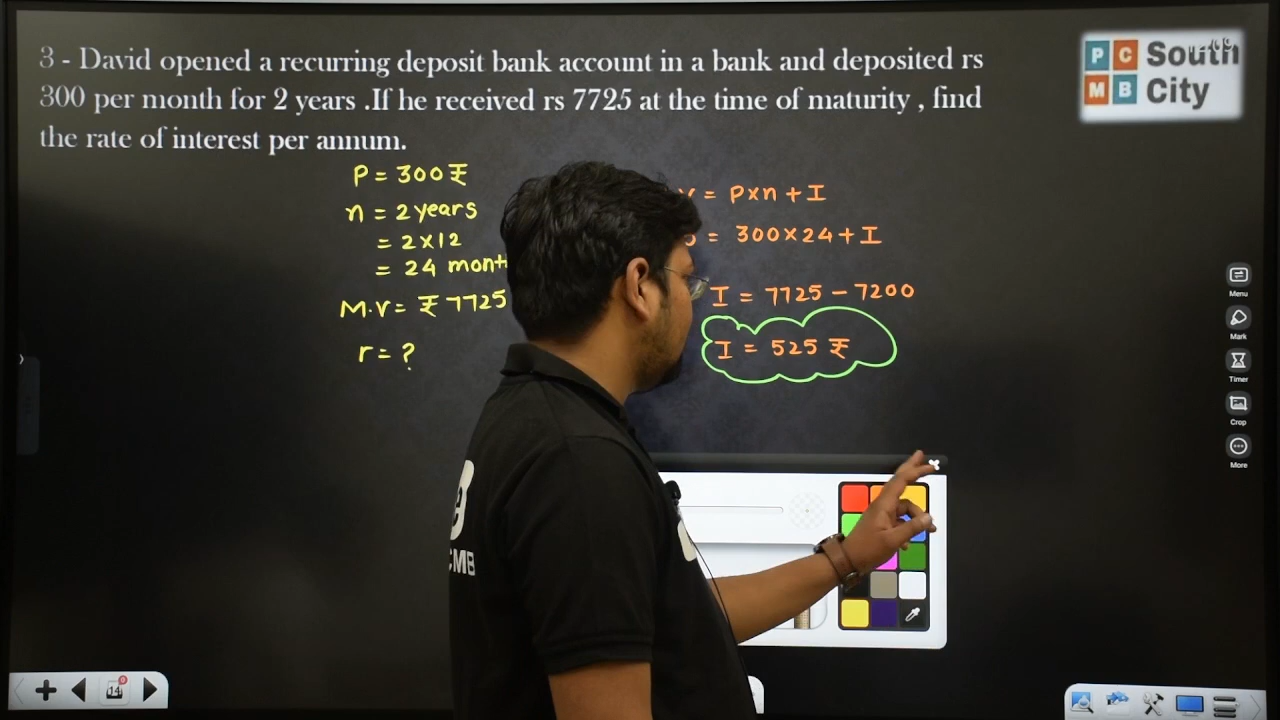 3 - David opened a recurring deposit bank account in a bank and deposited rs
300 per month for 2 years .If he received rs 7725 at the time of maturity , find
the rate of interest per annum.
P = 300 ₹
n = 2 years
= 2×12
= 24 mont
M.V = ₹ 7725
r = ?
V = P×n + I
= 300×24 + I
I = 7725 - 7200
I = 525 ₹
P C South
M B City
Menu
Mark
Timer
Crop
More
CMB
14